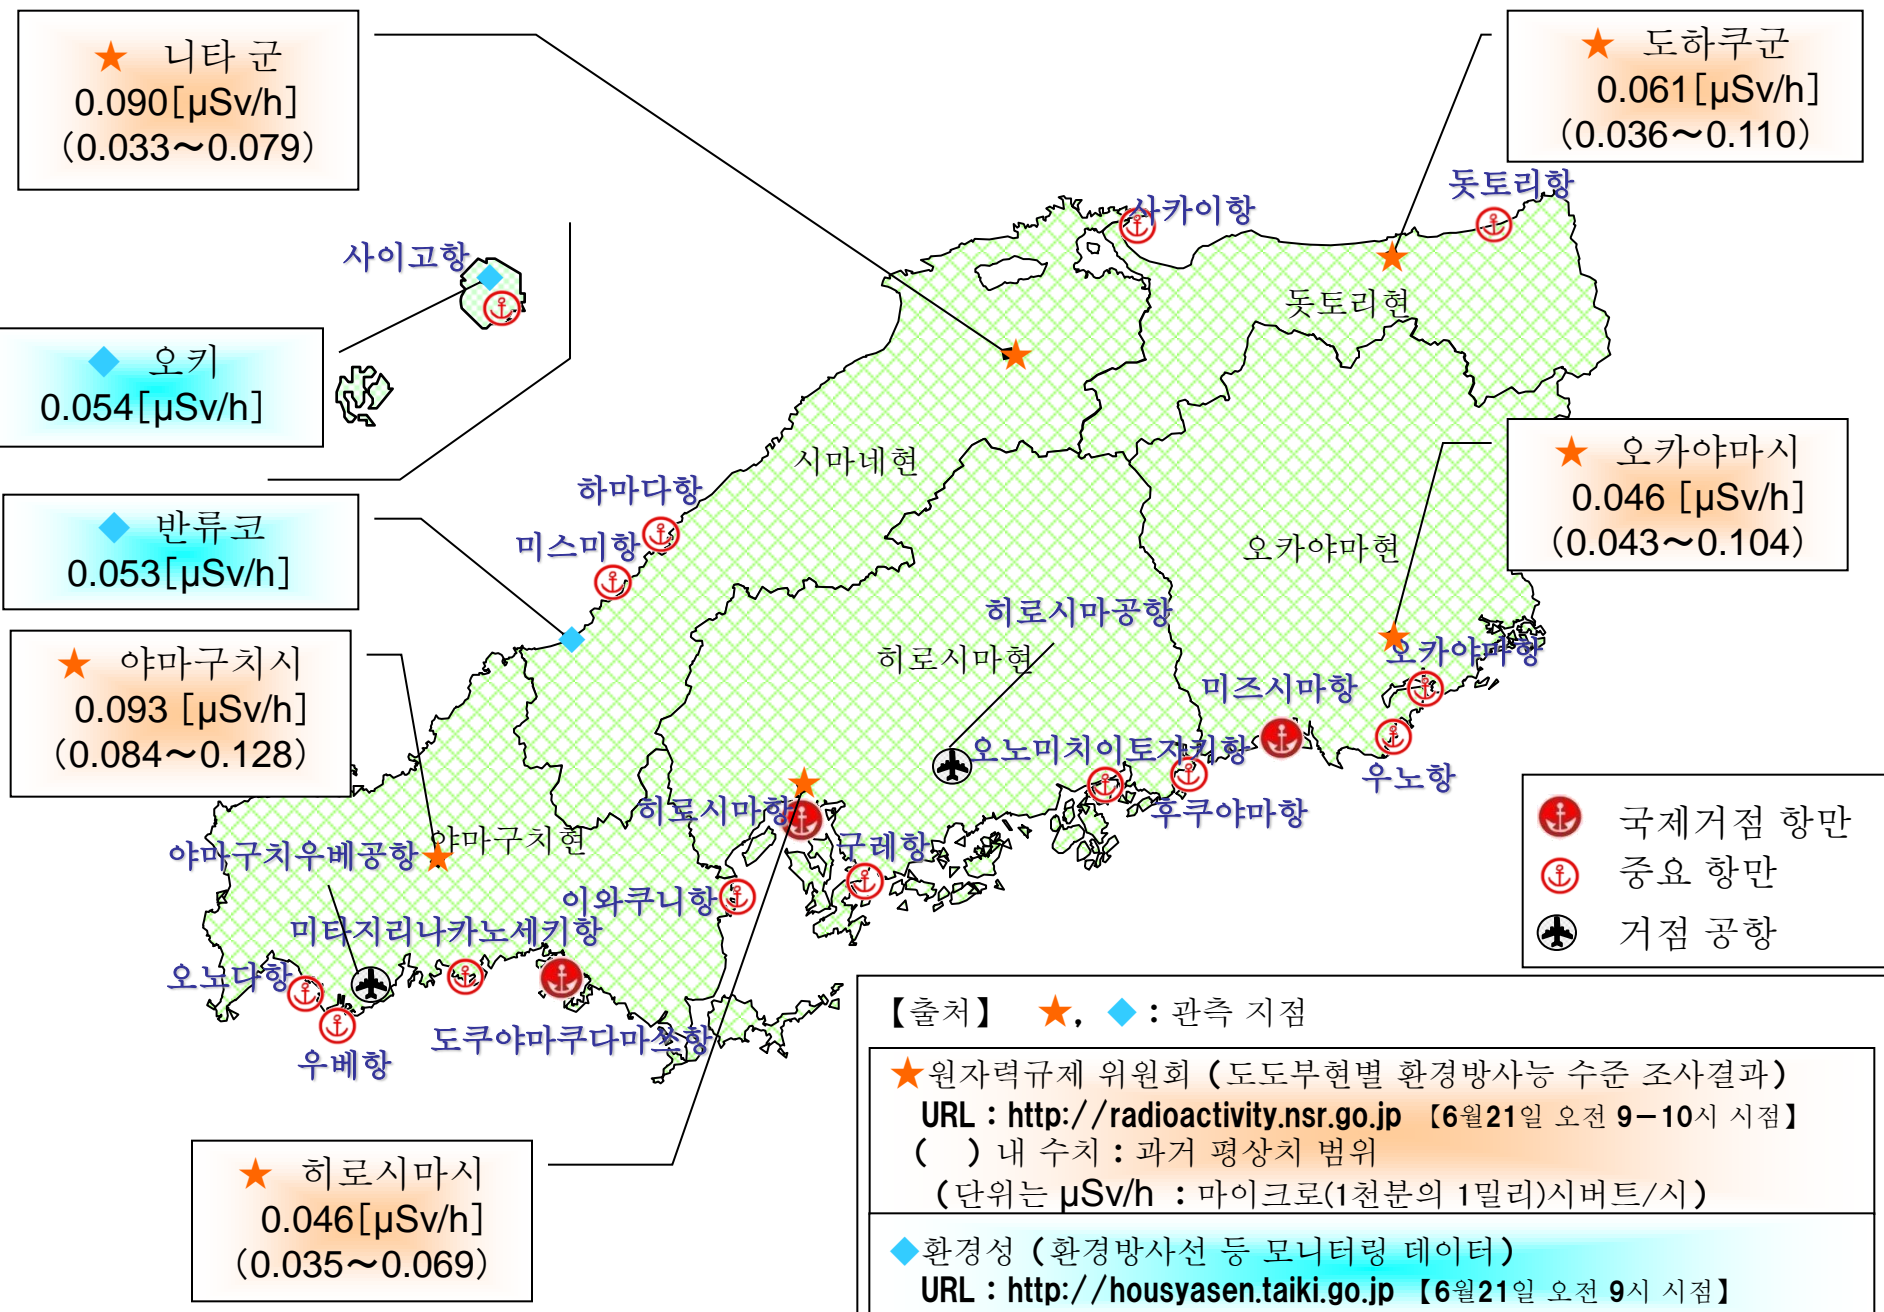 ★ 니타 군
0.090[μSv/h]
(0.033～0.079)
★ 도하쿠군
0.061[μSv/h]
(0.036～0.110)
돗토리항
사카이항
사이고항
돗토리현
◆ 오키
0.054[μSv/h]
★ 오카야마시
0.046 [μSv/h]
(0.043～0.104)
시마네현
하마다항
미스미항
오카야마현
◆ 반류코
0.053[μSv/h]
히로시마공항
히로시마현
오카야마항
★ 야마구치시
0.093 [μSv/h]
(0.084～0.128)
미즈시마항
오노미치이토자키항
우노항
히로시마항
후쿠야마항
야마구치현
야마구치우베공항
구레항
이와쿠니항
미타지리나카노세키항
오노다항
도쿠야마쿠다마쓰항
우베항
국제거점 항만
중요 항만
거점 공항
【출처】 ★, ◆ : 관측 지점
★원자력규제 위원회 (도도부현별 환경방사능 수준 조사결과)
URL : http://radioactivity.nsr.go.jp 【6월21일 오전 9－10시 시점】
( ) 내 수치 : 과거 평상치 범위
(단위는 μSv/h : 마이크로(1천분의 1밀리)시버트/시)
◆환경성 (환경방사선 등 모니터링 데이터)
URL : http://housyasen.taiki.go.jp 【6월21일 오전 9시 시점】
★ 히로시마시
0.046[μSv/h]
(0.035～0.069)